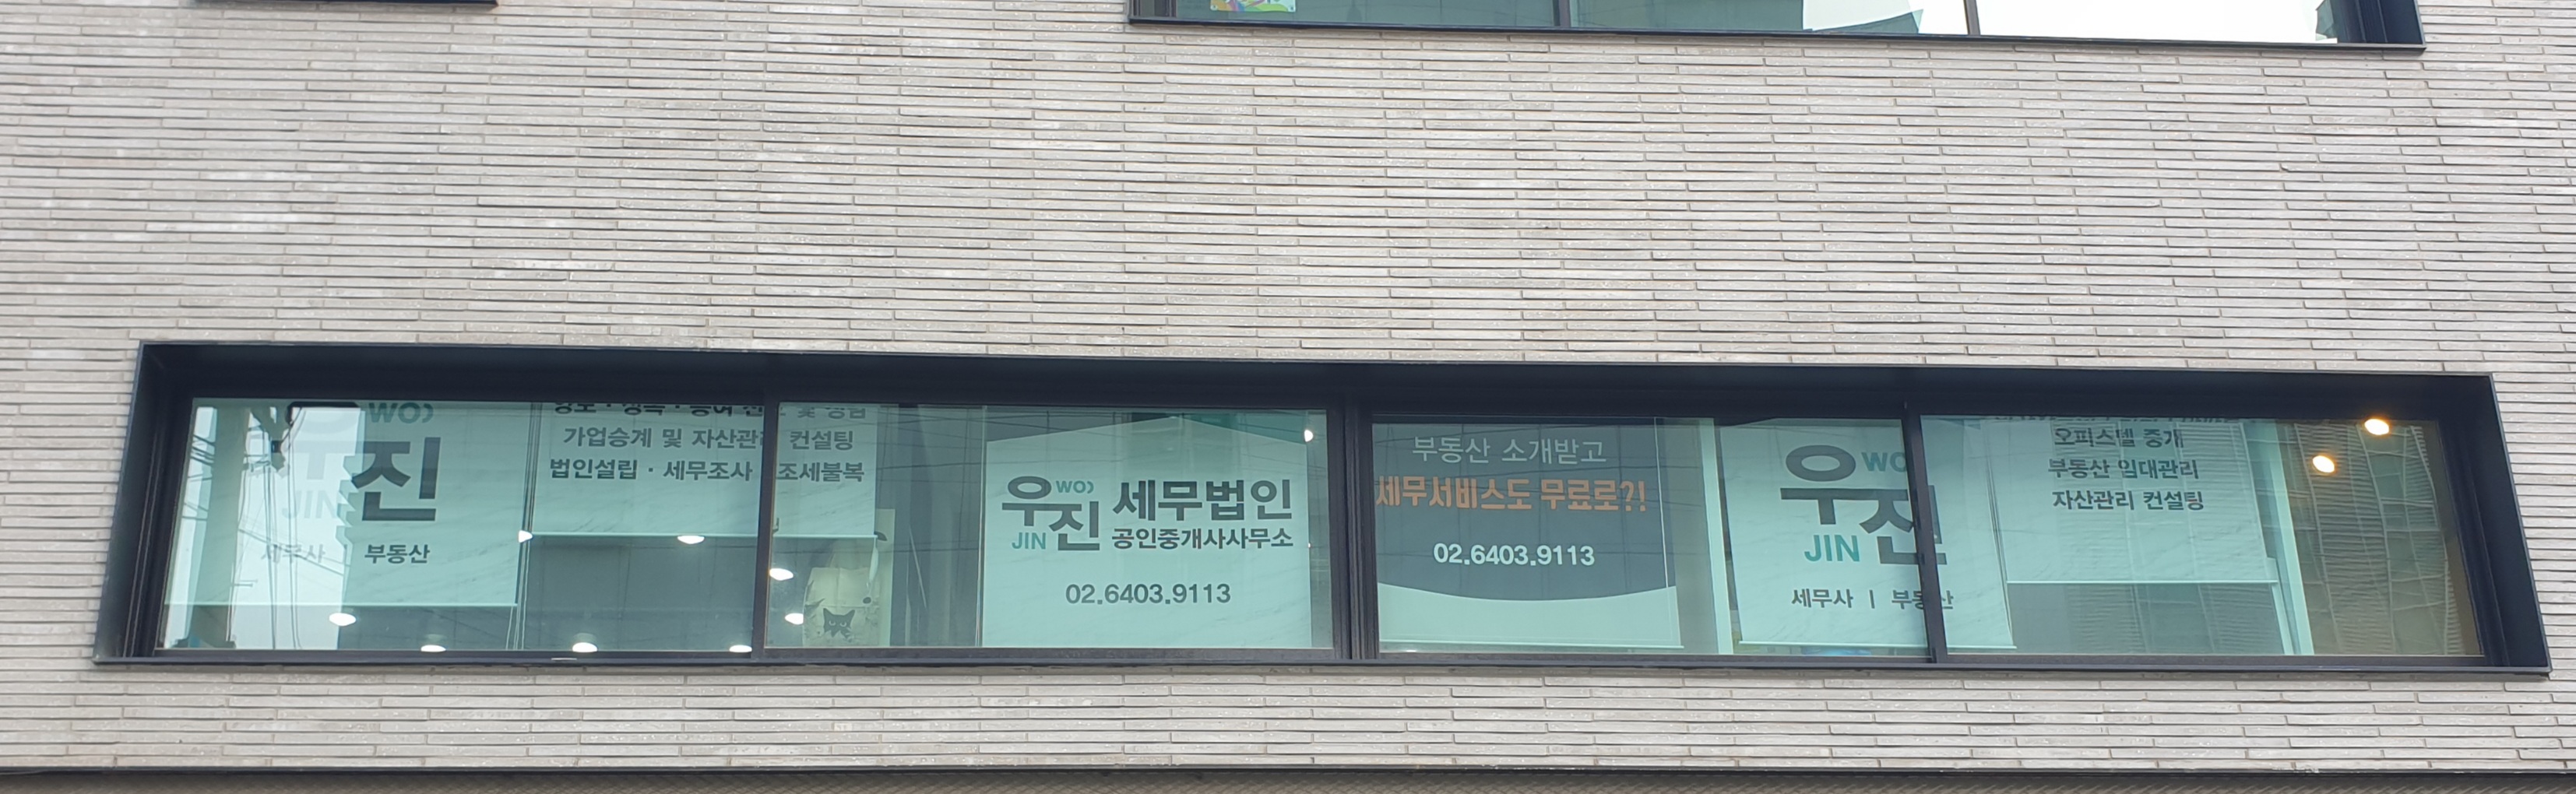 WOO
우진
JIN
세무사 | 부동산
가업승계 및 자산관리 컨설팅
법인설립 · 세무조사 · 조세불복
우진 WOO JIN 세무법인
공인중개사사무소
02.6403.9113
부동산 소개받고
세무서비스도 무료로?!
02.6403.9113
우진 WOO
JIN
세무사 | 부동산
오피스텔 중개
부동산 임대관리
자산관리 컨설팅